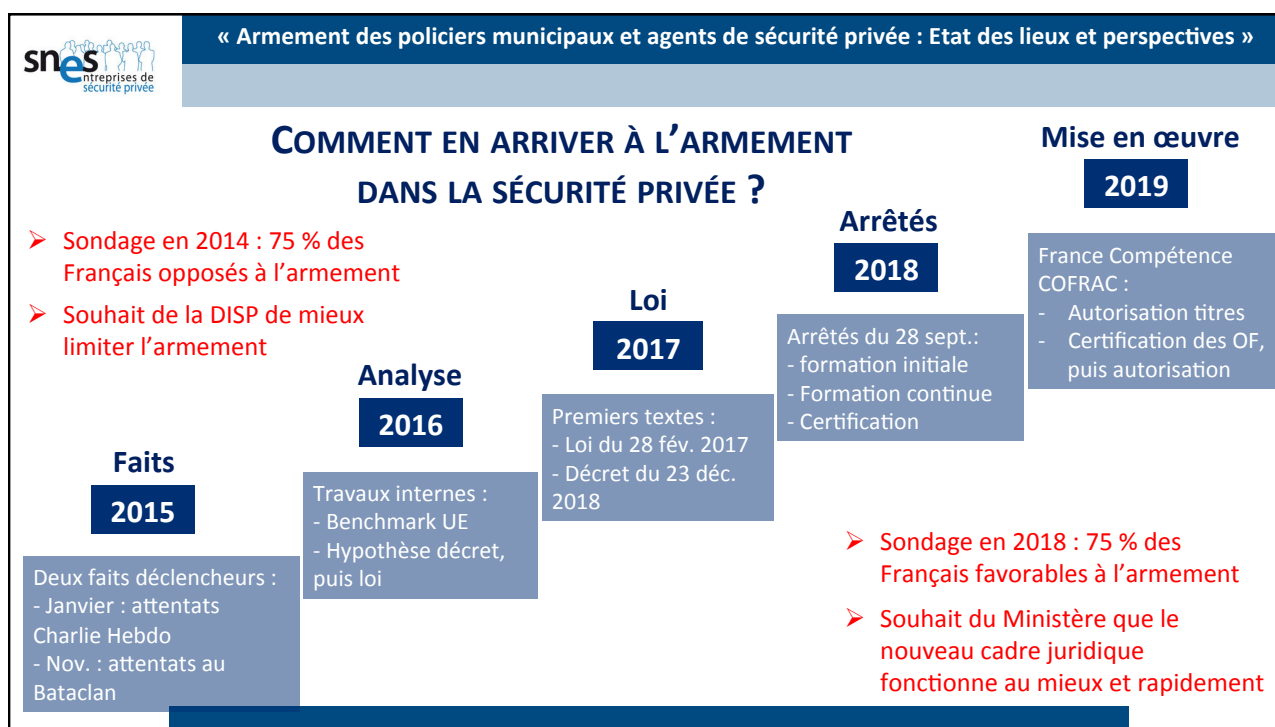 snes
entreprises de
sécurité privée
« Armement des policiers municipaux et agents de sécurité privée : Etat des lieux et perspectives »
COMMENT EN ARRIVER À L'ARMEMENT
DANS LA SÉCURITÉ PRIVÉE ?
➢ Sondage en 2014 : 75 % des
Français opposés à l'armement
➢ Souhait de la DISP de mieux
limiter l'armement
Faits
2015
Deux faits déclencheurs :
- Janvier : attentats
Charlie Hebdo
- Nov. : attentats au
Bataclan
Analyse
2016
Travaux internes :
- Benchmark UE
- Hypothèse décret,
puis loi
Loi
2017
Premiers textes :
- Loi du 28 fév. 2017
- Décret du 23 déc.
2018
Arrêtés
2018
Arrêtés du 28 sept.:
- formation initiale
- Formation continue
- Certification
Mise en œuvre
2019
France Compétence
COFRAC :
- Autorisation titres
- Certification des OF,
puis autorisation
➢ Sondage en 2018 : 75 % des
Français favorables à l'armement
➢ Souhait du Ministère que le
nouveau cadre juridique
fonctionne au mieux et rapidement